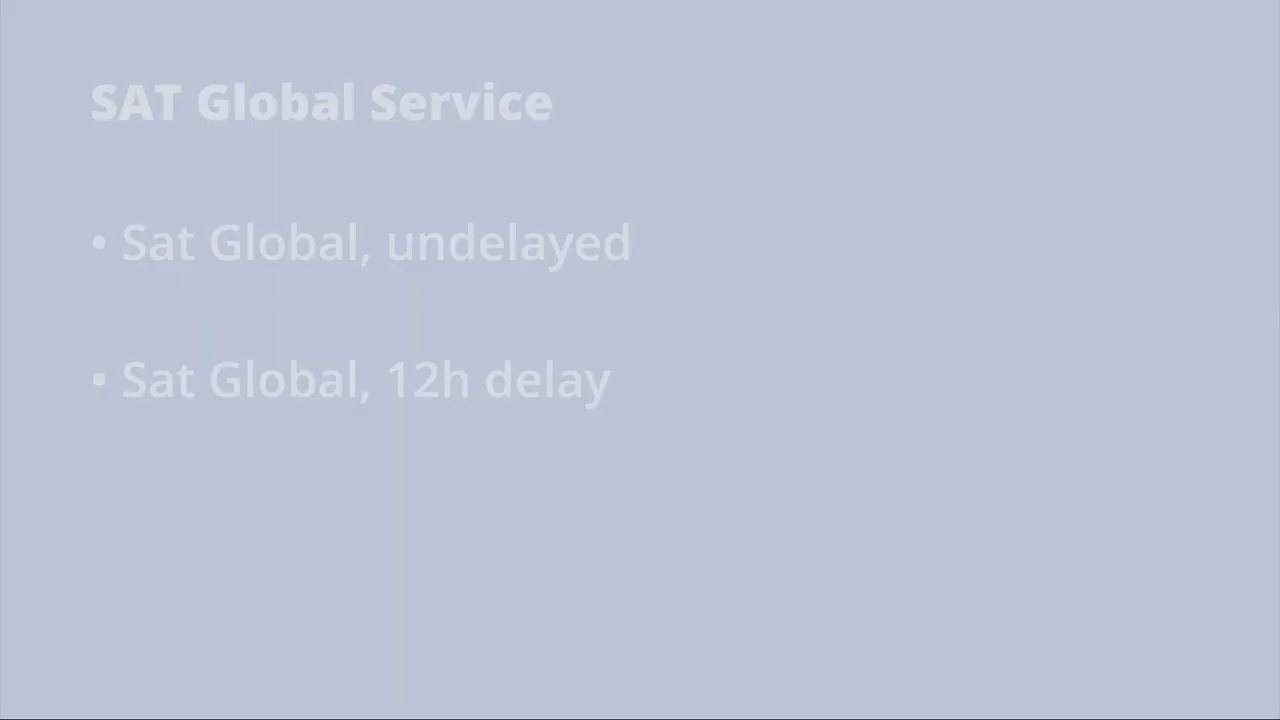 SAT Global Service
• Sat Global, undelayed
• Sat Global, 12h delay